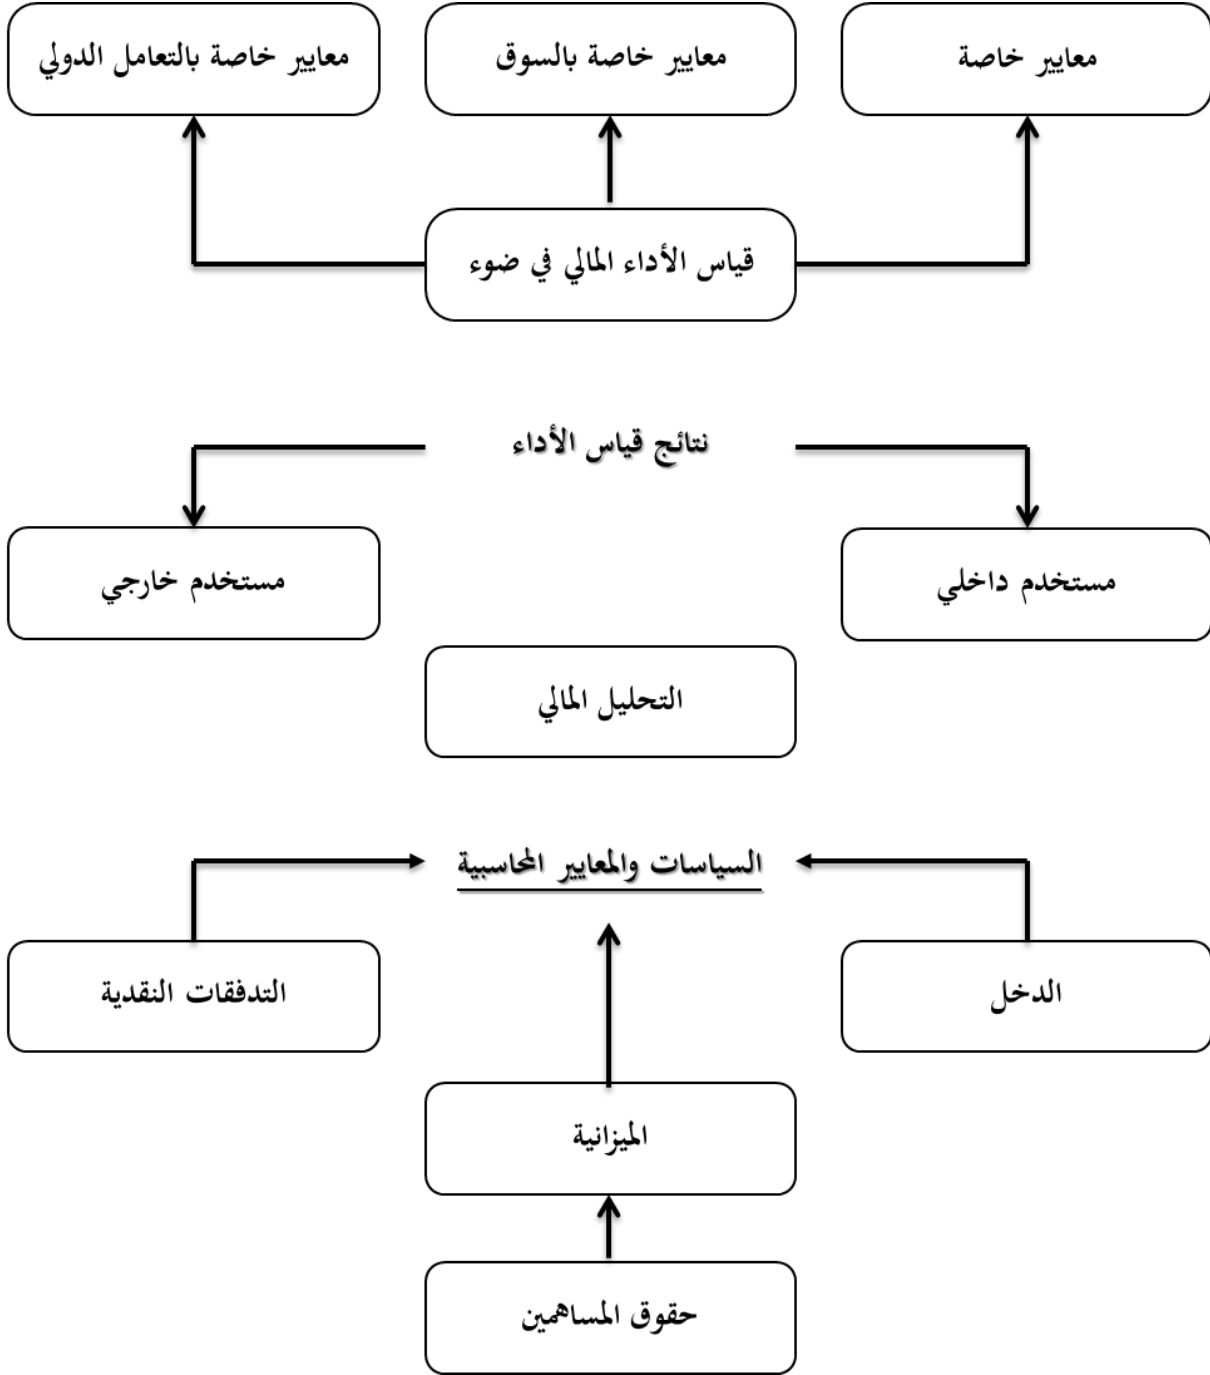 معايير خاصة
معايير خاصة بالسوق
معايير خاصة بالتعامل الدولي
قياس الأداء المالي في ضوء
نتائج قياس الأداء
مستخدم داخلي
مستخدم خارجي
التحليل المالي
السياسات والمعايير المحاسبية
الدخل
التدفقات النقدية
الميزانية
حقوق المساهمين